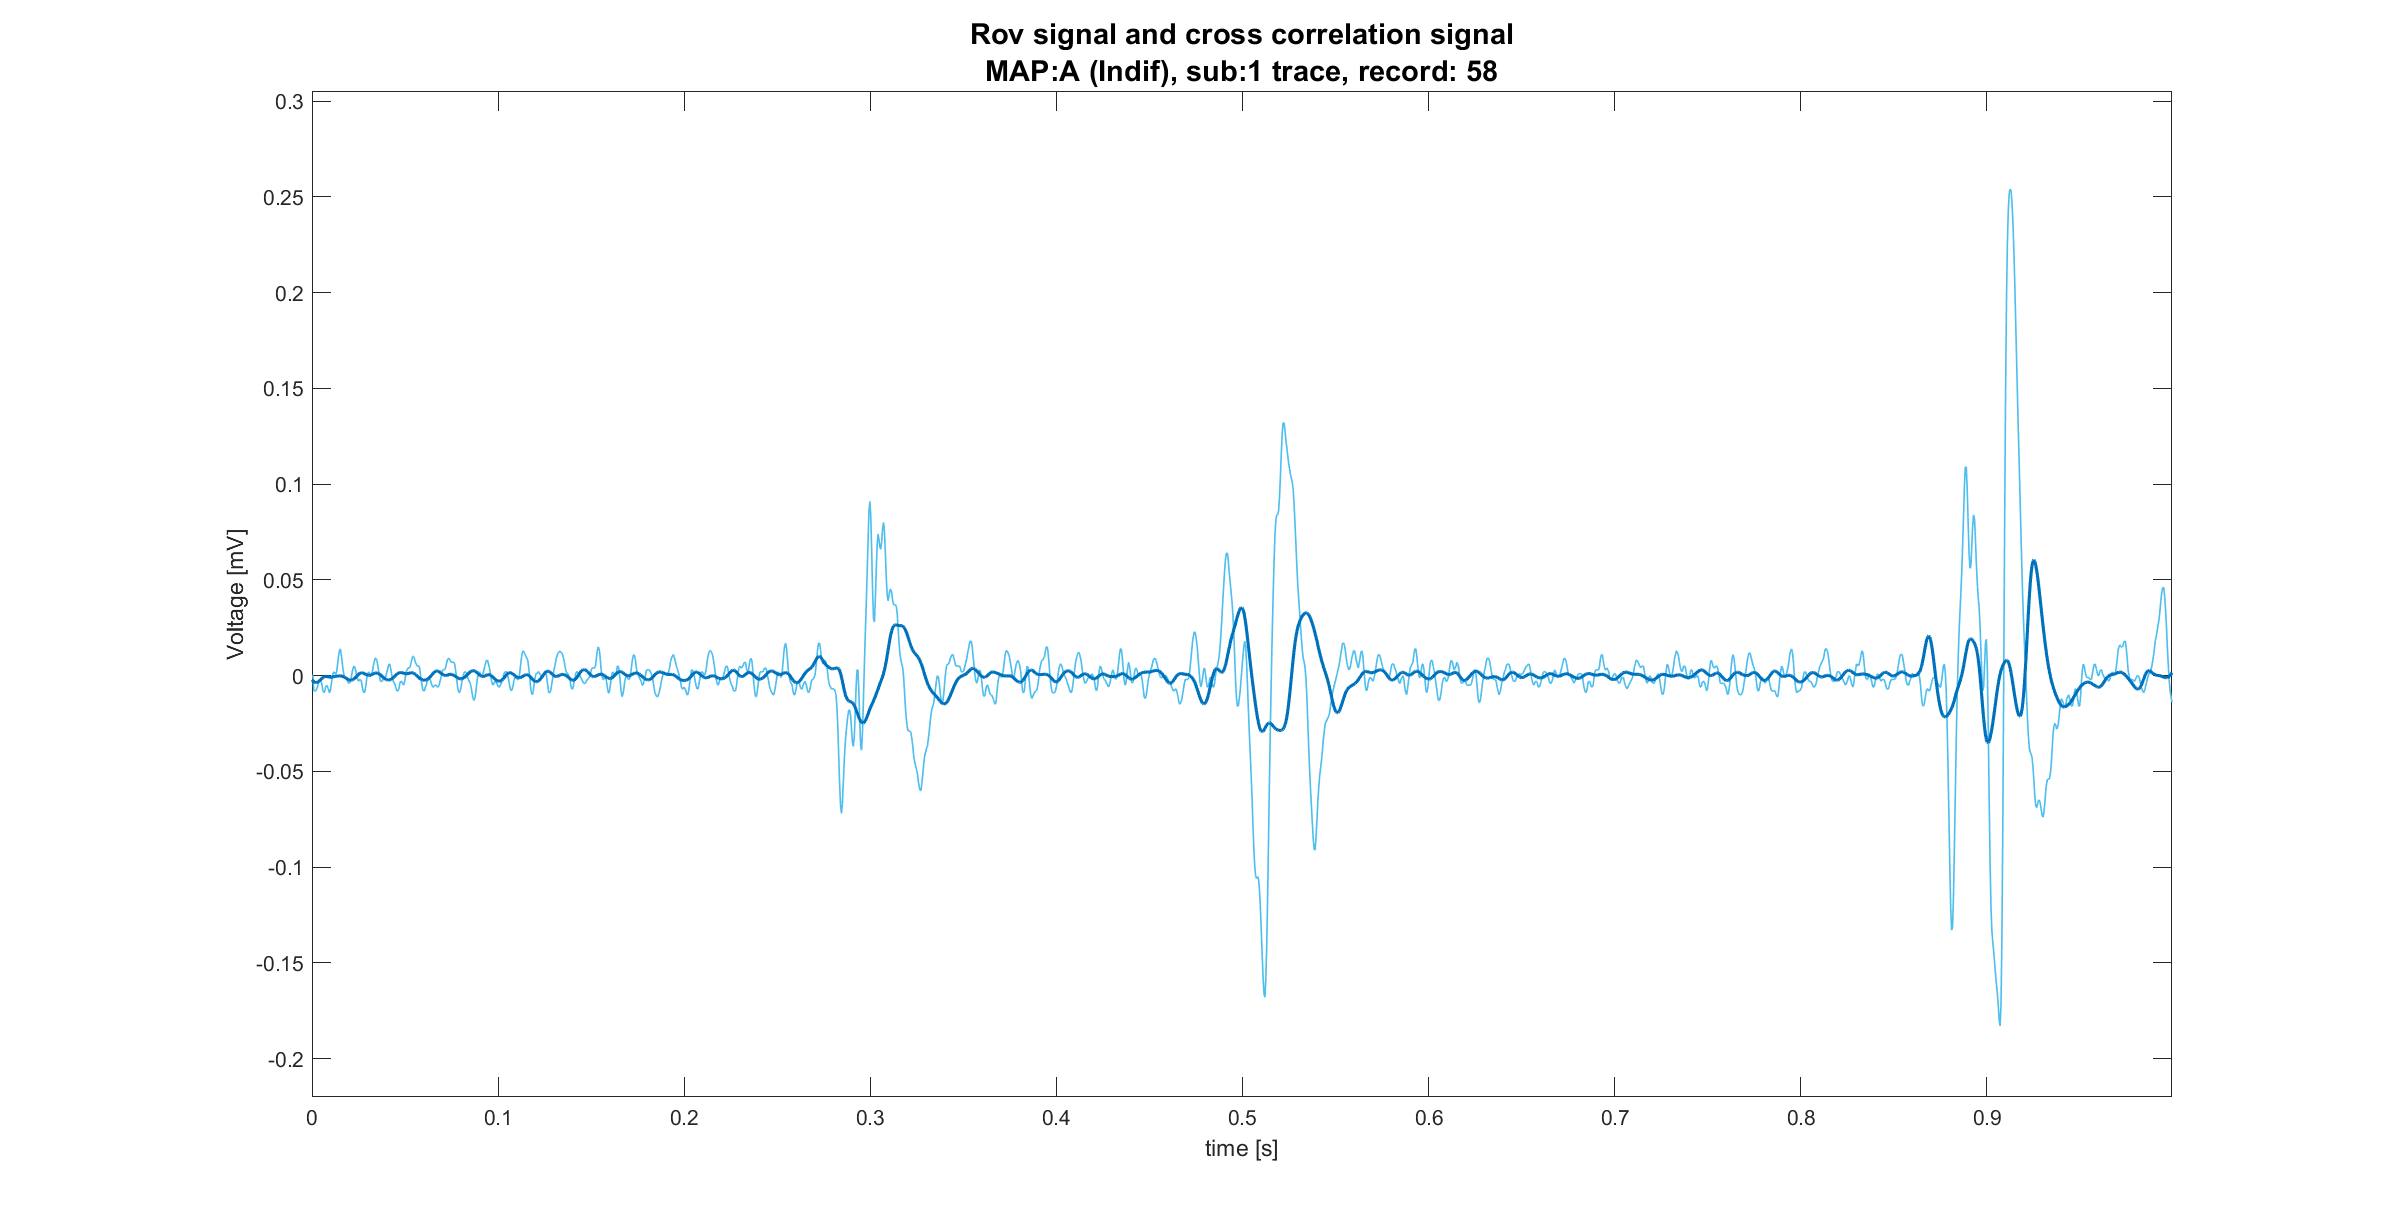 Rov signal and cross correlation signal
MAP:A (Indif), sub:1 trace, record: 58
0.3
0.25
0.2
0.15
0.1
0.05
0
-0.05
-0.1
-0.15
-0.2
Voltage [mV]
0 0.1 0.2 0.3 0.4 0.5 0.6 0.7 0.8 0.9
time [s]